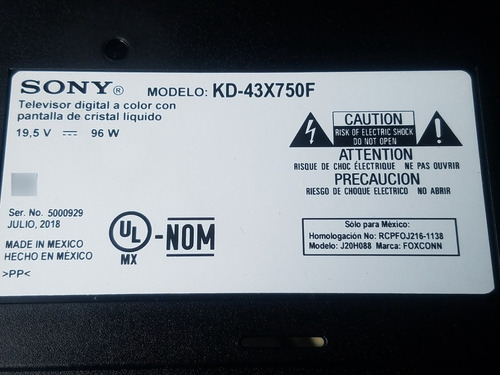 SONY® MODELO: KD-43X750F
Televisor digital a color con
pantalla de cristal liquido
19,5 V ⎓ 96 W
CAUTION
RISK OF ELECTRIC SHOCK
DO NOT OPEN
ATTENTION
RISQUE DE CHOC ÉLECTRIQUE NE PAS OUVRIR
PRECAUCION
RIESGO DE CHOQUE ELECTRICO NO ABRIR
Ser. No. 5000929
JULIO, 2018
MADE IN MEXICO
HECHO EN MÉXICO
>PP<
UL®-NOM
MX
Sólo para México:
Homologación No: RCPFOJ216-1138
Modelo: J20H088 Marca: FOXCONN